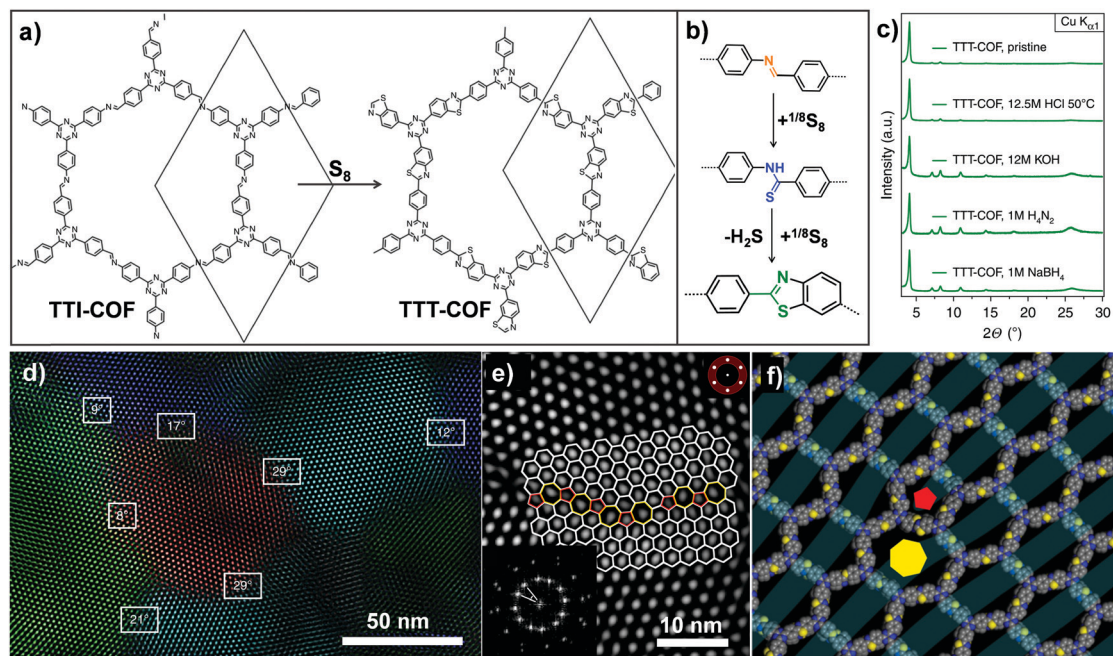 a)
S₈
TTI-COF
TTT-COF
b)
N
+1/8S₈
NH
S
-H₂S +1/8S₈
N
S
c)
Cu Kα1
Intensity (a.u.)
TTT-COF, pristine
TTT-COF, 12.5M HCl 50°C
TTT-COF, 12M KOH
TTT-COF, 1M H₄N₂
TTT-COF, 1M NaBH₄
5 10 15 20 25 30
2Θ (°)
d)
9°
17°
12°
29°
8°
29°
21°
50 nm
e)
10 nm
f)